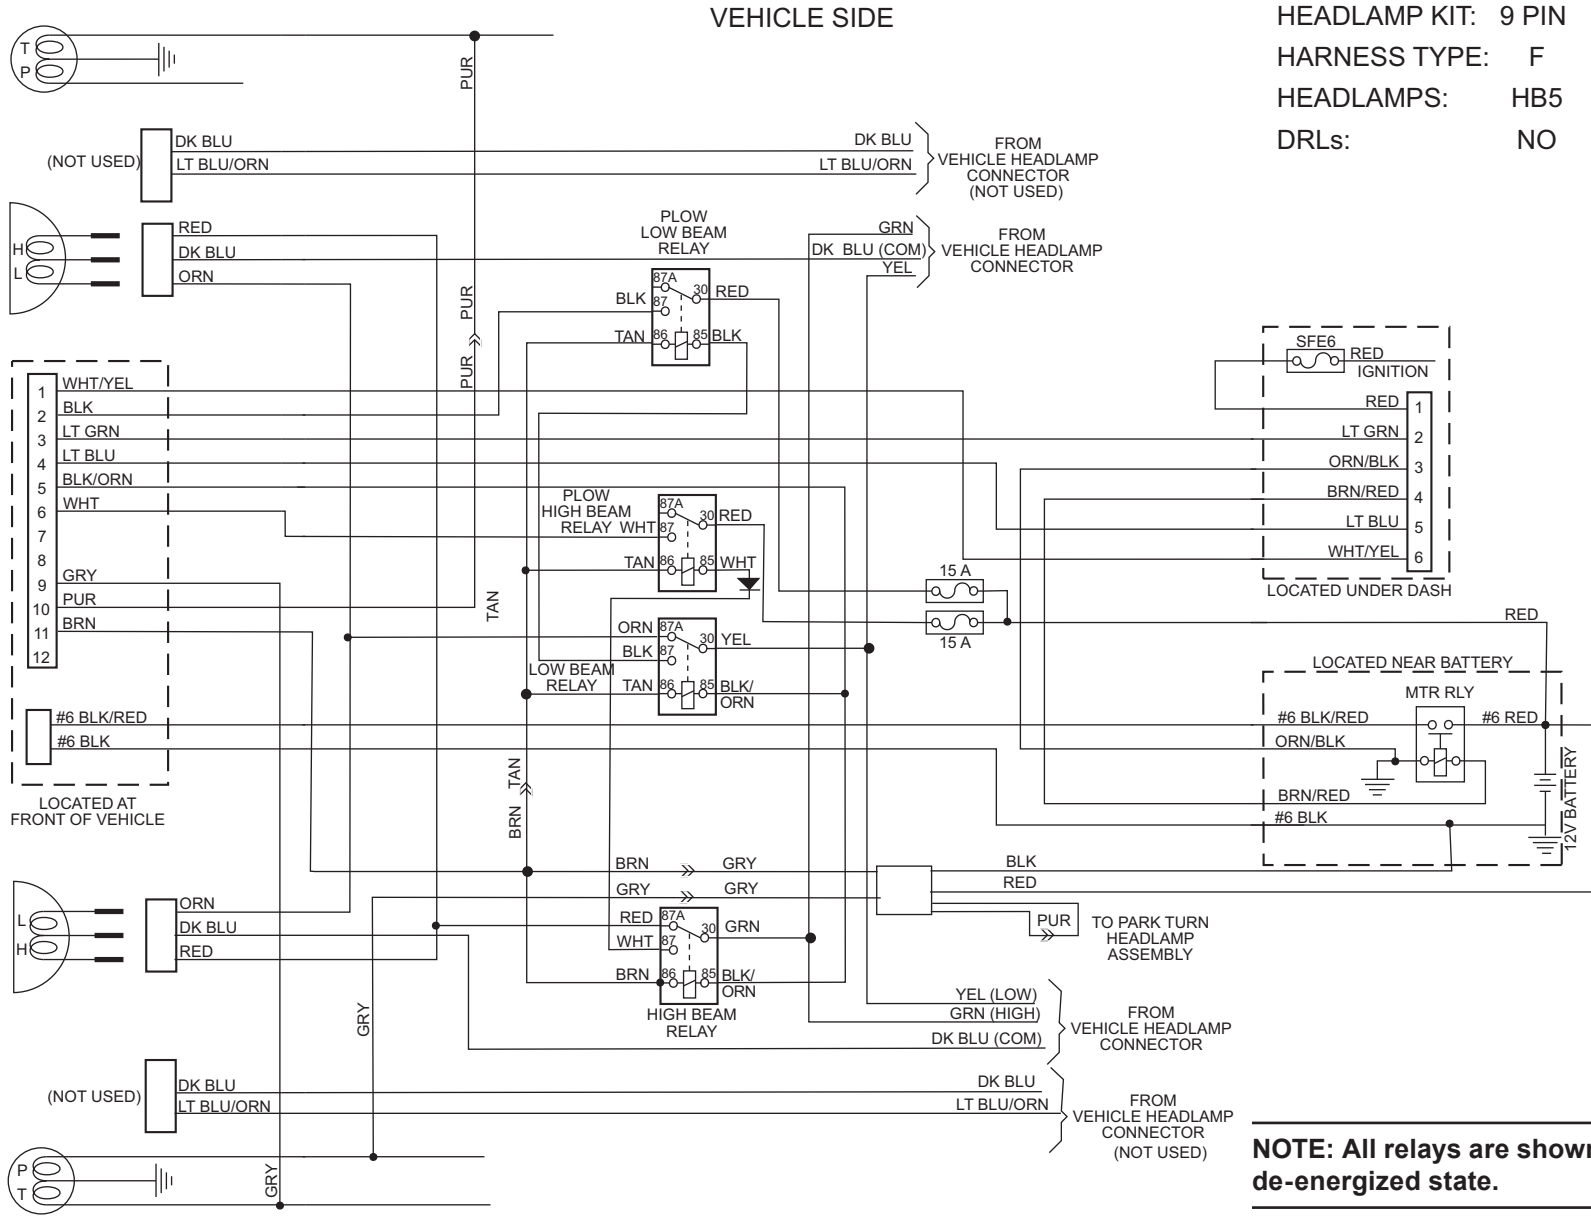 VEHICLE SIDE
HEADLAMP KIT: 9 PIN
HARNESS TYPE: F
HEADLAMPS: HB5
DRLs: NO
T
P
PUR
(NOT USED)
DK BLU
LT BLU/ORN
DK BLU
LT BLU/ORN
FROM
VEHICLE HEADLAMP
CONNECTOR
(NOT USED)
H
L
RED
DK BLU
ORN
PUR
PUR
PLOW
LOW BEAM
RELAY
87A
30 RED
BLK 87
TAN 86
85 BLK
GRN
DK BLU (COM)
YEL
FROM
VEHICLE HEADLAMP
CONNECTOR
SFE6
RED
IGNITION
RED 1
LT GRN 2
ORN/BLK 3
BRN/RED 4
LT BLU 5
WHT/YEL 6
LOCATED UNDER DASH
1 WHT/YEL
2 BLK
3 LT GRN
4 LT BLU
5 BLK/ORN
6 WHT
7
8
9 GRY
10 PUR
11 BRN
12
#6 BLK/RED
#6 BLK
LOCATED AT
FRONT OF VEHICLE
PLOW
HIGH BEAM
RELAY
87A
30 RED
WHT 87
TAN 86
85 WHT
TAN
15 A
15 A
RED
ORN 87A
30 YEL
BLK 87
LOW BEAM
RELAY
TAN 86
85 BLK/
ORN
LOCATED NEAR BATTERY
MTR RLY
#6 BLK/RED
#6 RED
ORN/BLK
BRN/RED
#6 BLK
12V BATTERY
TAN
BRN
BRN
GRY
GRY
GRY
BLK
RED
PUR
TO PARK TURN
HEADLAMP
ASSEMBLY
L
H
ORN
DK BLU
RED
RED 87A
30 GRN
WHT 87
BRN 86
85 BLK/
ORN
HIGH BEAM
RELAY
GRY
YEL (LOW)
GRN (HIGH)
DK BLU (COM)
FROM
VEHICLE HEADLAMP
CONNECTOR
(NOT USED)
DK BLU
LT BLU/ORN
DK BLU
LT BLU/ORN
FROM
VEHICLE HEADLAMP
CONNECTOR
(NOT USED)
P
T
GRY
NOTE: All relays are shown
de-energized state.